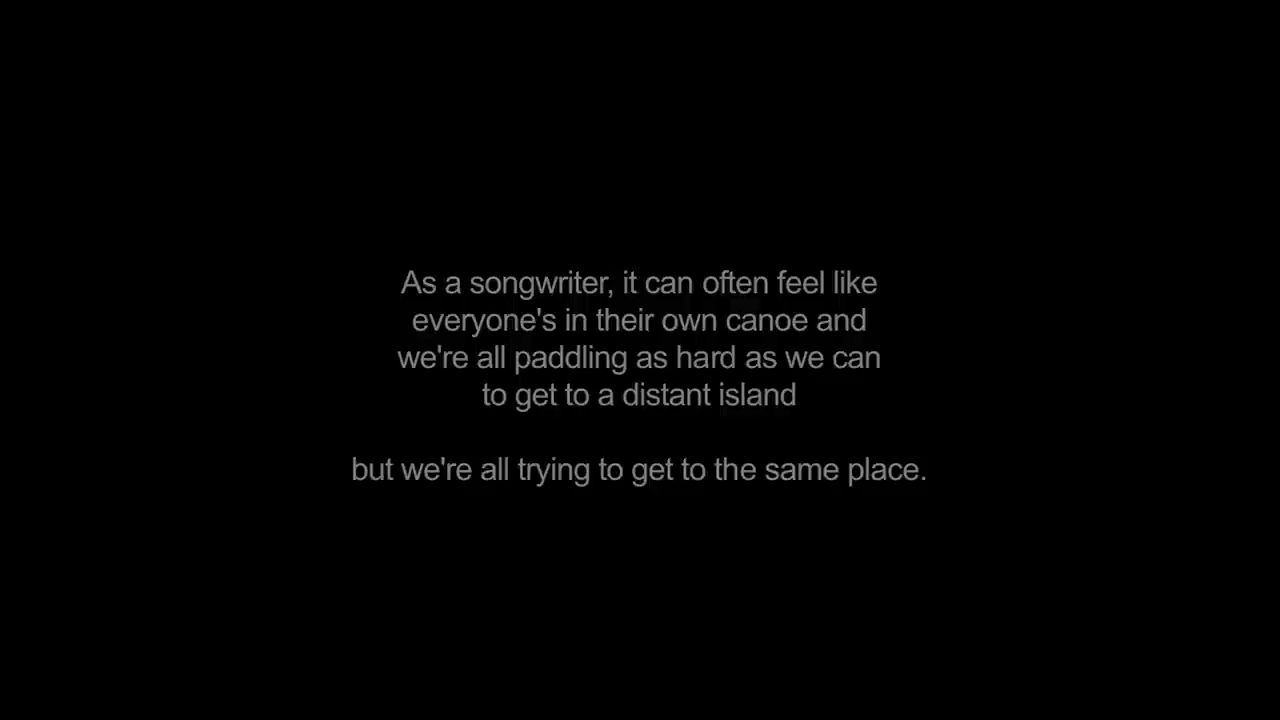 As a songwriter, it can often feel like
everyone's in their own canoe and
we're all paddling as hard as we can
to get to a distant island
but we're all trying to get to the same place.